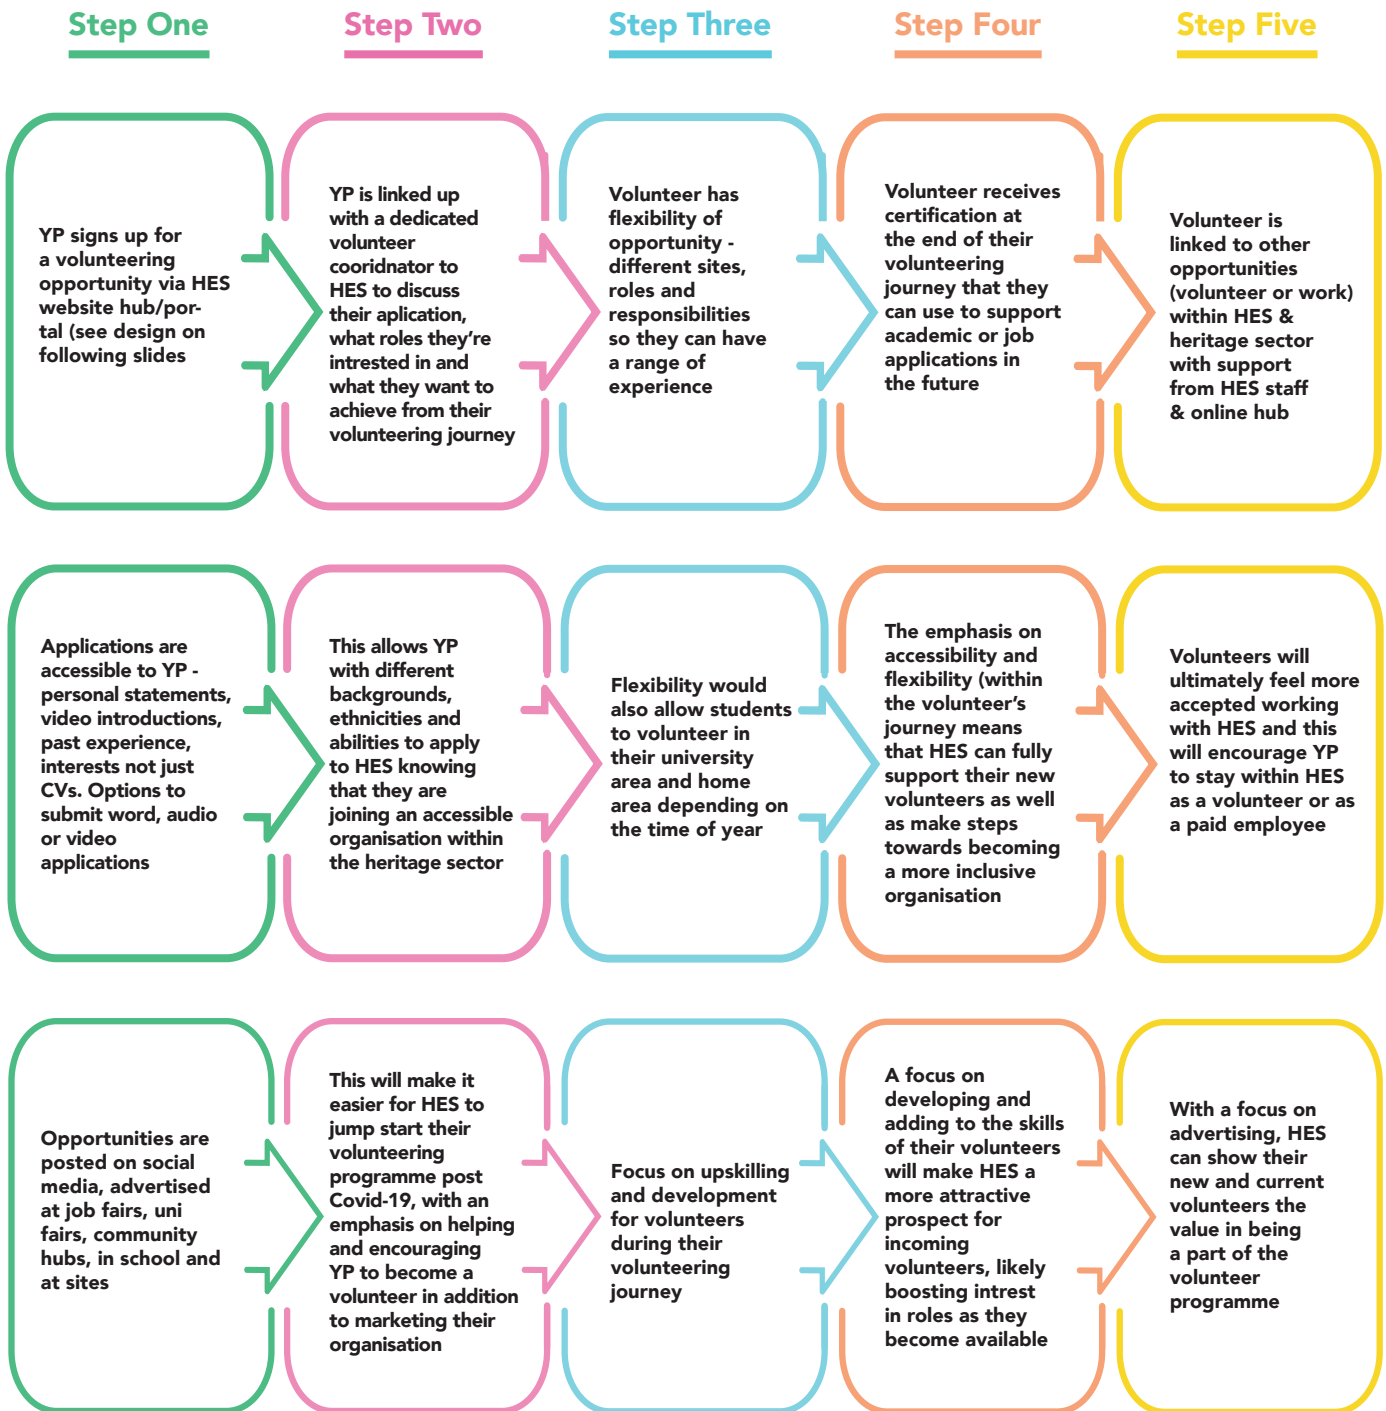 Step One
Step Two
Step Three
Step Four
Step Five
YP signs up for
a volunteering
opportunity via HES
website hub/por-
tal (see design on
following slides
YP is linked up
with a dedicated
volunteer
cooridnator to
HES to discuss
their aplication,
what roles they’re
intrested in and
what they want to
achieve from their
volunteering journey
Volunteer has
flexibility of
opportunity -
different sites,
roles and
responsibilities
so they can have
a range of
experience
Volunteer receives
certification at
the end of their
volunteering
journey that they
can use to support
academic or job
applications in
the future
Volunteer is
linked to other
opportunities
(volunteer or work)
within HES &
heritage sector
with support
from HES staff
& online hub
Applications are
accessible to YP -
personal statements,
video introductions,
past experience,
interests not just
CVs. Options to
submit word, audio
or video
applications
This allows YP
with different
backgrounds,
ethnicities and
abilities to apply
to HES knowing
that they are
joining an accessible
organisation within
the heritage sector
Flexibility would
also allow students
to volunteer in
their university
area and home
area depending on
the time of year
The emphasis on
accessibility and
flexibility (within
the volunteer’s
journey means
that HES can fully
support their new
volunteers as well
as make steps
towards becoming
a more inclusive
organisation
Volunteers will
ultimately feel more
accepted working
with HES and this
will encourage YP
to stay within HES
as a volunteer or as
a paid employee
Opportunities are
posted on social
media, advertised
at job fairs, uni
fairs, community
hubs, in school and
at sites
This will make it
easier for HES to
jump start their
volunteering
programme post
Covid-19, with an
emphasis on helping
and encouraging
YP to become a
volunteer in addition
to marketing their
organisation
Focus on upskilling
and development
for volunteers
during their
volunteering
journey
A focus on
developing and
adding to the skills
of their volunteers
will make HES a
more attractive
prospect for
incoming
volunteers, likely
boosting intrest
in roles as they
become available
With a focus on
advertising, HES
can show their
new and current
volunteers the
value in being
a part of the
volunteer
programme